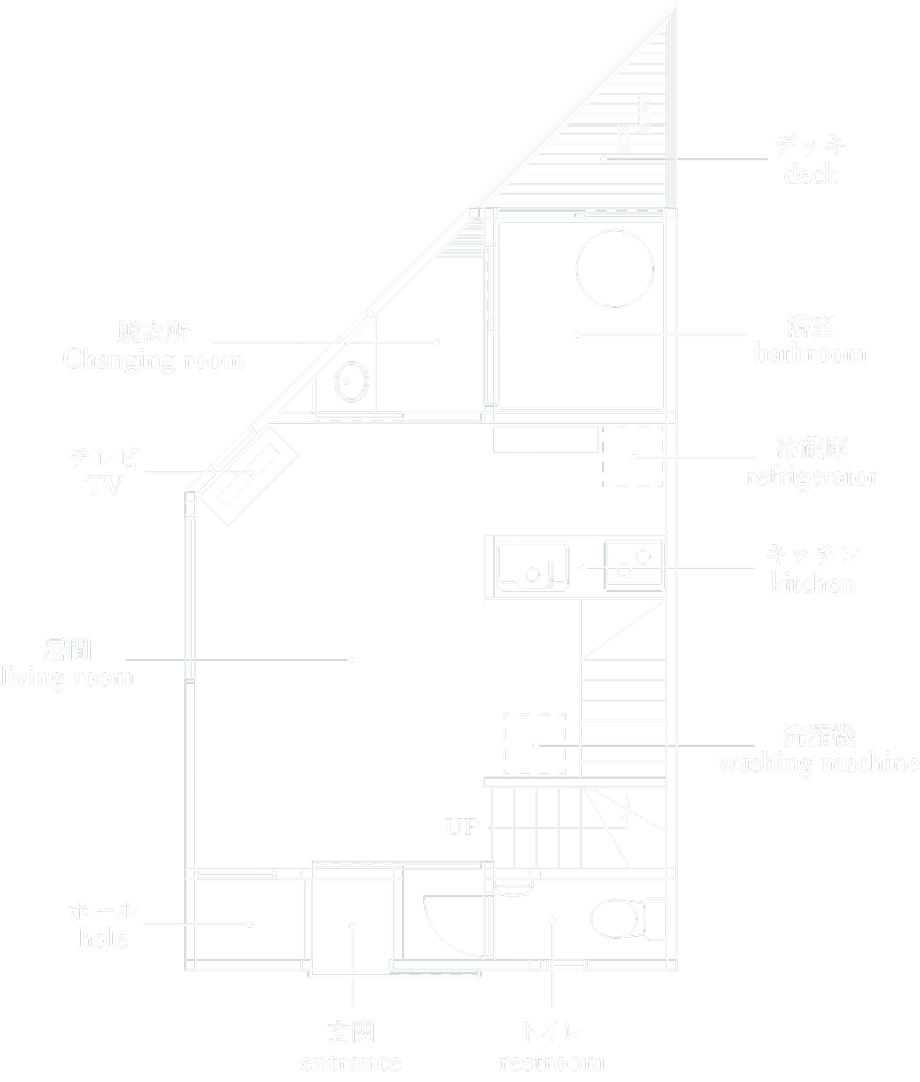 デッキ
deck
脱衣所
Changing room
浴室
bathroom
テレビ
TV
冷蔵庫
refrigerator
キッチン
kitchen
居間
living room
洗濯機
washing machine
UP
ホール
hole
玄関
entrance
トイレ
restroom